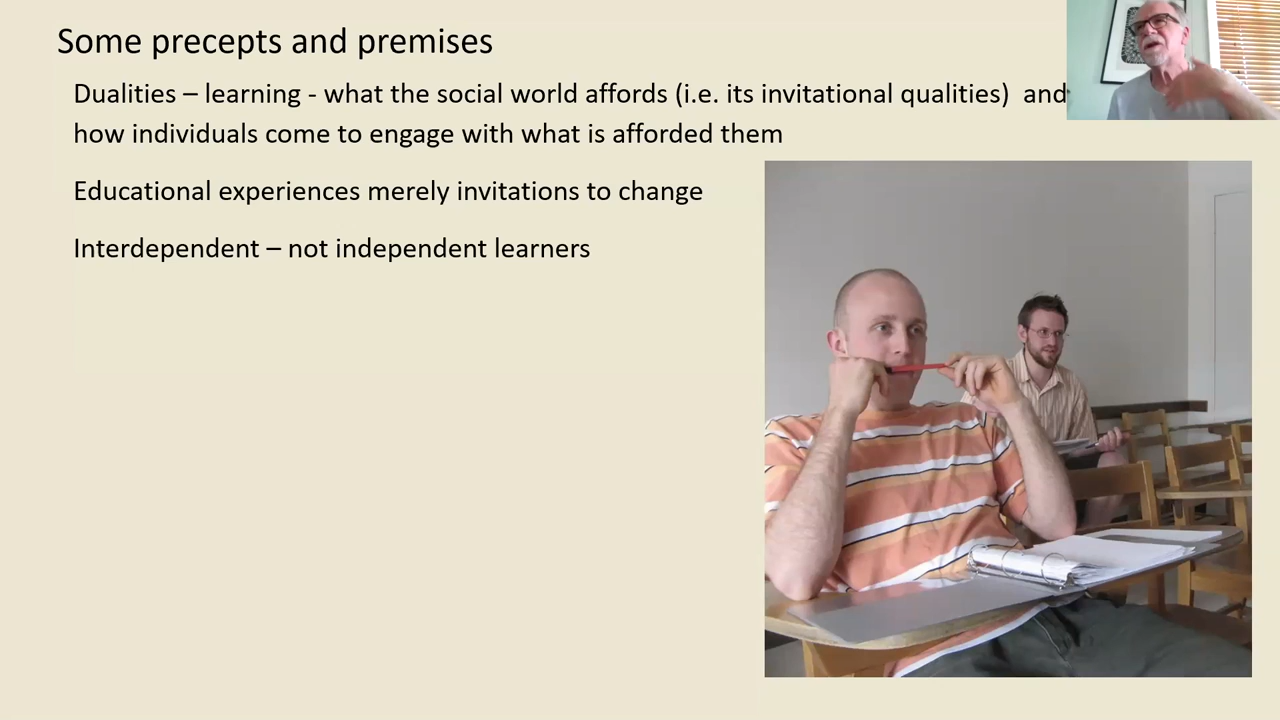 Some precepts and premises
Dualities – learning - what the social world affords (i.e. its invitational qualities)  and
how individuals come to engage with what is afforded them
Educational experiences merely invitations to change
Interdependent – not independent learners